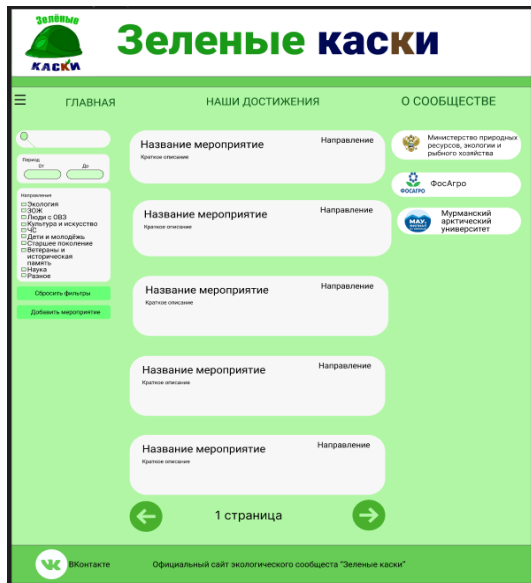 Зелёные
КАСКИ
Зеленые каски
ГЛАВНАЯ
НАШИ ДОСТИЖЕНИЯ
О СООБЩЕСТВЕ
Период
От
До
Направление
Экология
ЗОЖ
Люди с ОВЗ
Культура и искусство
ЧС
Дети и молодёжь
Старшее поколение
Ветераны и
историческая
память
Наука
Разное
Сбросить фильтры
Добавить мероприятие
Название мероприятие
Направление
Краткое описание
Название мероприятие
Направление
Краткое описание
Название мероприятие
Направление
Краткое описание
Название мероприятие
Направление
Краткое описание
Название мероприятие
Направление
Краткое описание
1 страница
Министерство природных
ресурсов, экологии и
рыбного хозяйства
ФОСАГРО
ФосАгро
МАУ.
Мурманский
арктический
университет
ВКонтакте
Официальный сайт экологического сообщеста "Зеленые каски"